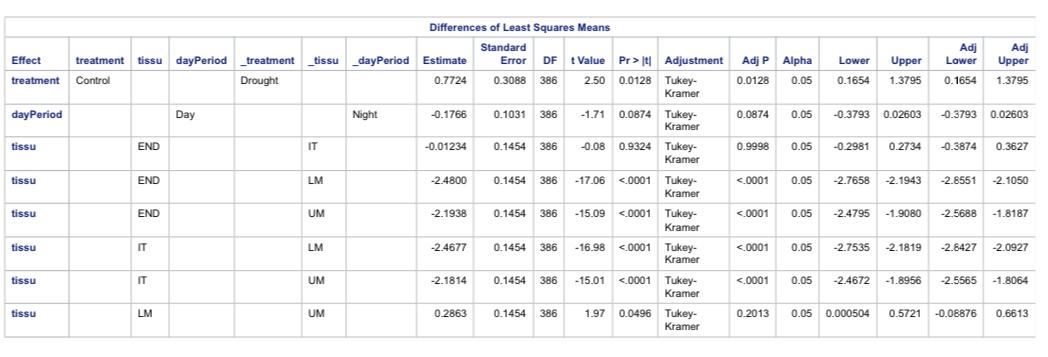 Differences of Least Squares Means
Effect treatment tissu dayPeriod _treatment _tissu _dayPeriod Estimate Standard Error DF t Value Pr > |t| Adjustment Adj P Alpha Lower Upper Adj Lower Adj Upper
treatment Control Drought 0.7724 0.3088 386 2.50 0.0128 Tukey-Kramer 0.0128 0.05 0.1654 1.3795 0.1654 1.3795
dayPeriod Day Night -0.1766 0.1031 386 -1.71 0.0874 Tukey-Kramer 0.0874 0.05 -0.3793 0.02603 -0.3793 0.02603
tissu END IT -0.01234 0.1454 386 -0.08 0.9324 Tukey-Kramer 0.9998 0.05 -0.2981 0.2734 -0.3874 0.3627
tissu END LM -2.4800 0.1454 386 -17.06 <.0001 Tukey-Kramer <.0001 0.05 -2.7658 -2.1943 -2.8551 -2.1050
tissu END UM -2.1938 0.1454 386 -15.09 <.0001 Tukey-Kramer <.0001 0.05 -2.4795 -1.9080 -2.5688 -1.8187
tissu IT LM -2.4677 0.1454 386 -16.98 <.0001 Tukey-Kramer <.0001 0.05 -2.7535 -2.1819 -2.8427 -2.0927
tissu IT UM -2.1814 0.1454 386 -15.01 <.0001 Tukey-Kramer <.0001 0.05 -2.4672 -1.8956 -2.5565 -1.8064
tissu LM UM 0.2863 0.1454 386 1.97 0.0496 Tukey-Kramer 0.2013 0.05 0.000504 0.5721 -0.08876 0.6613